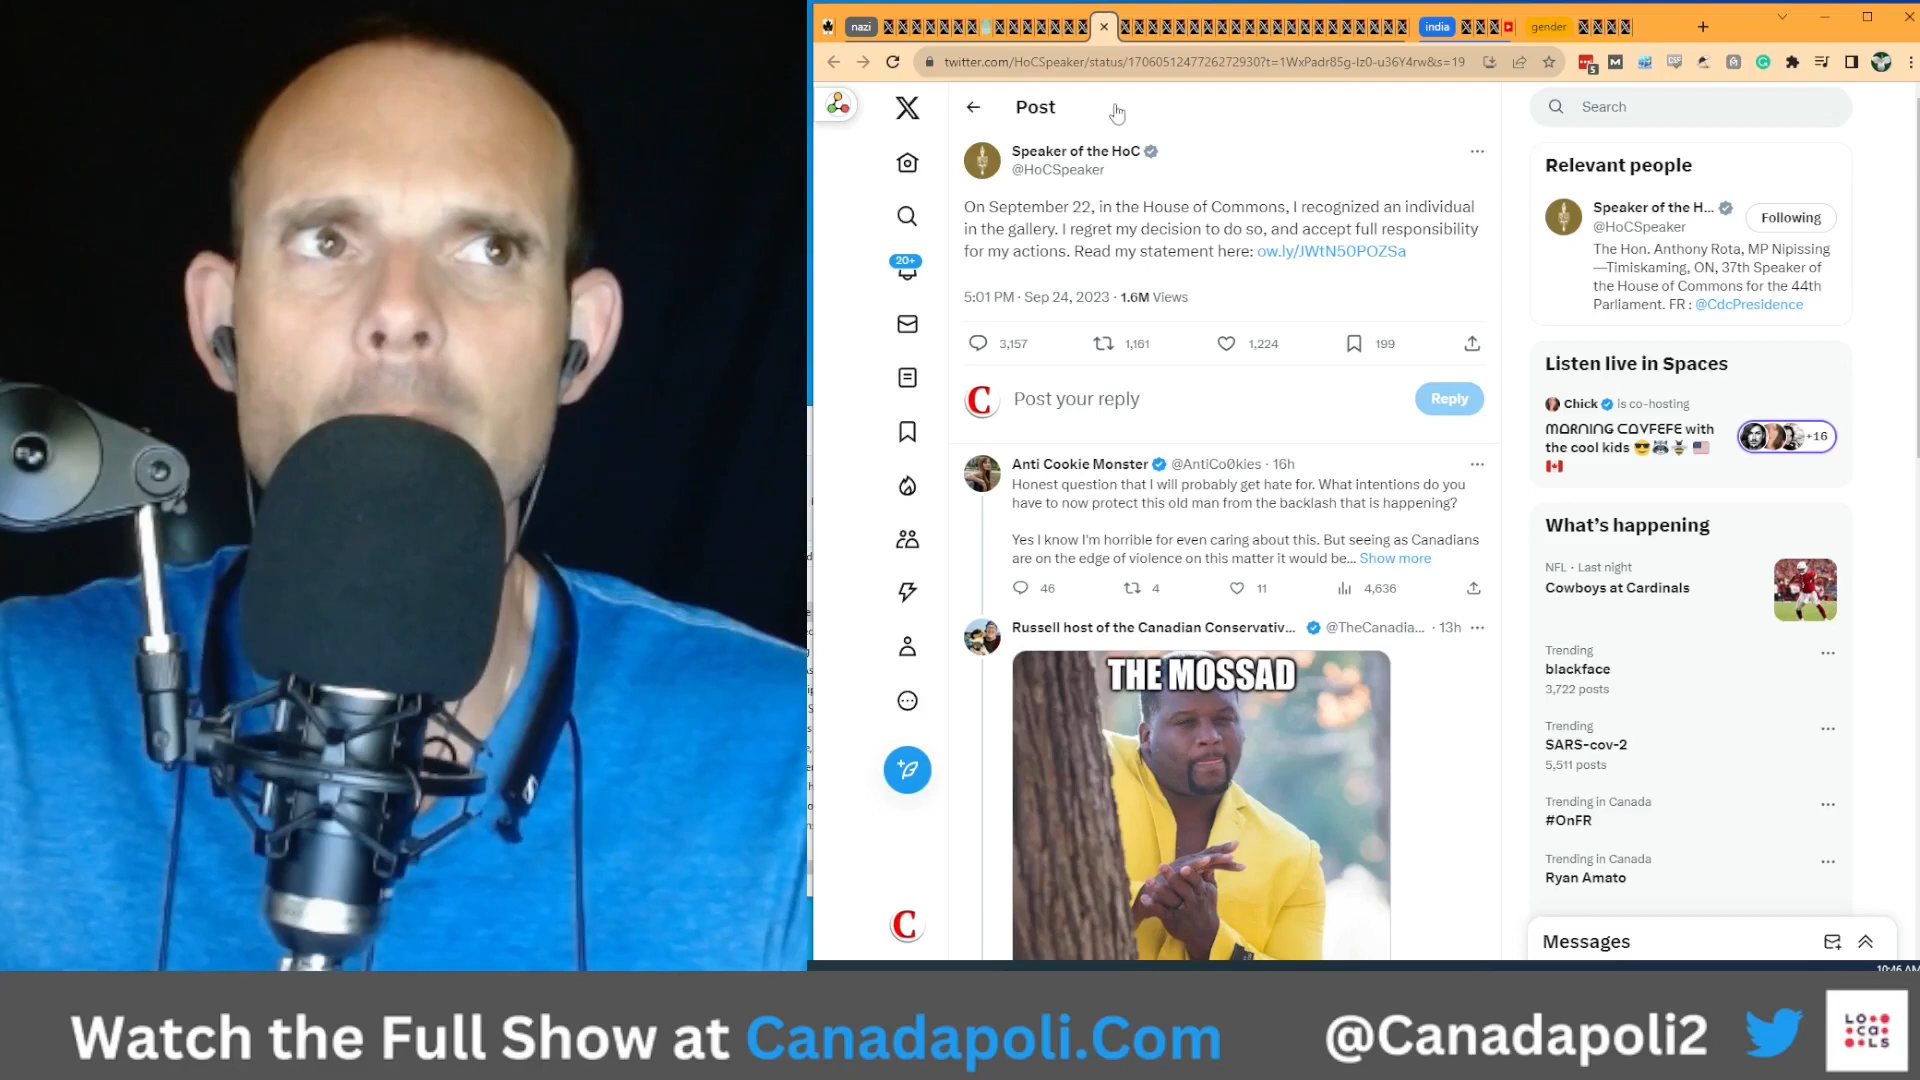 nazi
india
gender
twitter.com/HoCSpeaker/status/1706051247726272930?t=1WxPadr85g-Iz0-u36Y4rw&s=19
5
Post
Search
Speaker of the HoC
@HoCSpeaker
On September 22, in the House of Commons, I recognized an individual
in the gallery. I regret my decision to do so, and accept full responsibility
for my actions. Read my statement here: ow.ly/JWtN50POZSa
5:01 PM · Sep 24, 2023 · 1.6M Views
3,157 1,161 1,224 199
20+
C Post your reply Reply
Anti Cookie Monster @AntiCo0kies · 16h
Honest question that I will probably get hate for. What intentions do you
have to now protect this old man from the backlash that is happening?
Yes I know I'm horrible for even caring about this. But seeing as Canadians
are on the edge of violence on this matter it would be... Show more
46 4 11 4,636
Russell host of the Canadian Conservativ... @TheCanadia... · 13h
THE MOSSAD
C
Relevant people
Speaker of the H... Following
@HoCSpeaker
The Hon. Anthony Rota, MP Nipissing
—Timiskaming, ON, 37th Speaker of
the House of Commons for the 44th
Parliament. FR : @CdcPresidence
Listen live in Spaces
Chick is co-hosting
ᗰOᖇᑎIᑎG ᑕOᐯFEFE with
the cool kids 😎🦝🐝 🇺🇸
🇨🇦
+16
What's happening
NFL · Last night
Cowboys at Cardinals
Trending
blackface
3,722 posts
Trending
SARS-cov-2
5,511 posts
Trending in Canada
#OnFR
Trending in Canada
Ryan Amato
Messages
10:46 AM
Watch the Full Show at Canadapoli.Com
@Canadapoli2
LO
ca
ALS